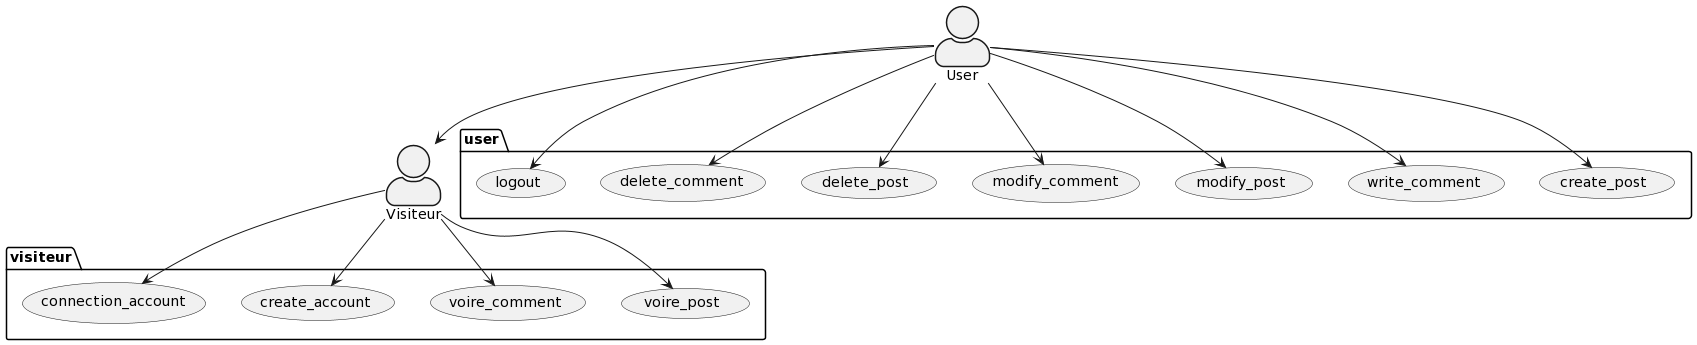 User
user
logout
delete_comment
delete_post
modify_comment
modify_post
write_comment
create_post
Visiteur
visiteur
connection_account
create_account
voire_comment
voire_post